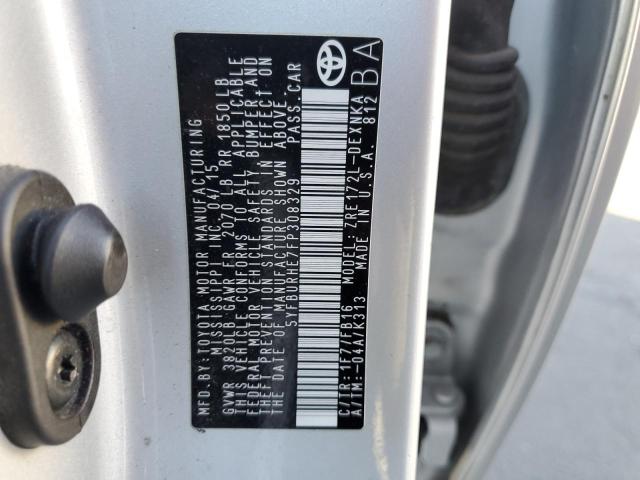 MFD.BY:TOYOTA MOTOR MANUFACTURING
MISSISSIPPI INC. 04/15
GVWR 3820LB GAWR FR 2070 LB, RR 1850LB
THIS VEHICLE CONFORMS TO ALL APPLICABLE
FEDERAL MOTOR VEHICLE SAFETY, BUMPER, AND
THEFT PREVENTION STANDARDS IN EFFECT ON
THE DATE OF MANUFACTURE SHOWN ABOVE.
5YFBURHE7FP308329 PASS.CAR
C/TR:1F7/FB16 MODEL:ZRE172L-DEXNKA
A/TM:-04A/K313 MADE IN U.S.A. 812
BA